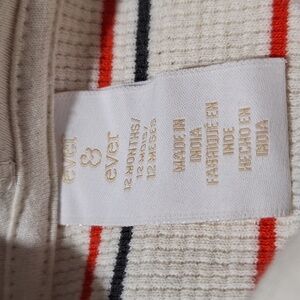 ever
&
ever
12 MONTHS/
12 MOIS/
12 MESES
MADE IN
INDIA
FABRIQUÉ EN
INDE
HECHO EN
INDIA